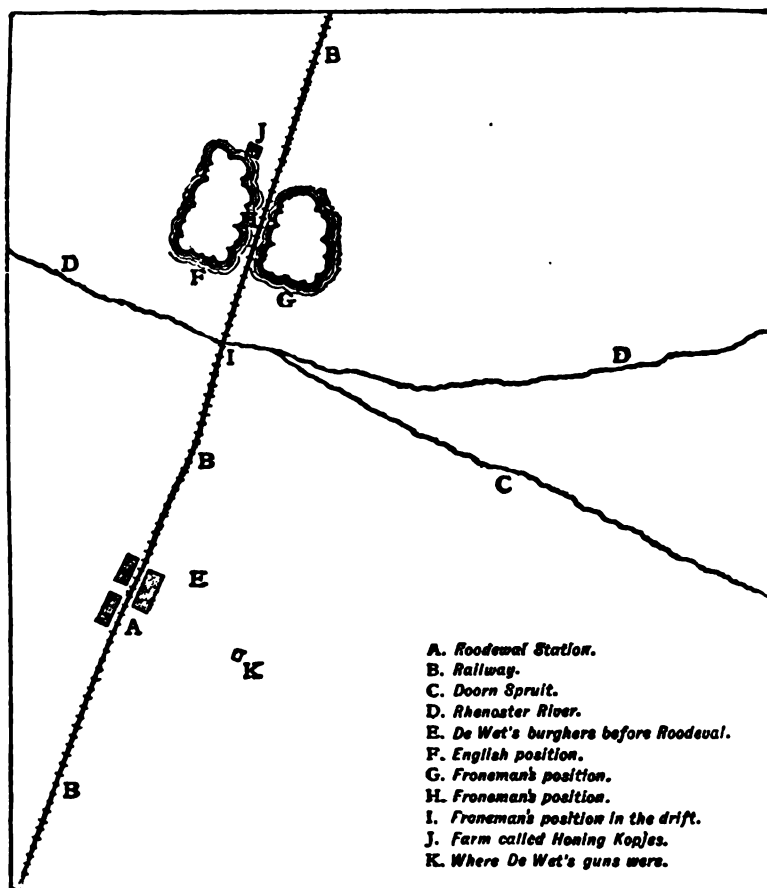 B
J
D
F
G
I
D
B
C
E
A
K
B
A. Roodewal Station.
B. Railway.
C. Doorn Spruit.
D. Rhenoster River.
E. De Wet's burghers before Roodeval.
F. English position.
G. Froneman's position.
H. Froneman's position.
I. Froneman's position in the drift.
J. Farm called Honing Kopjes.
K. Where De Wet's guns were.